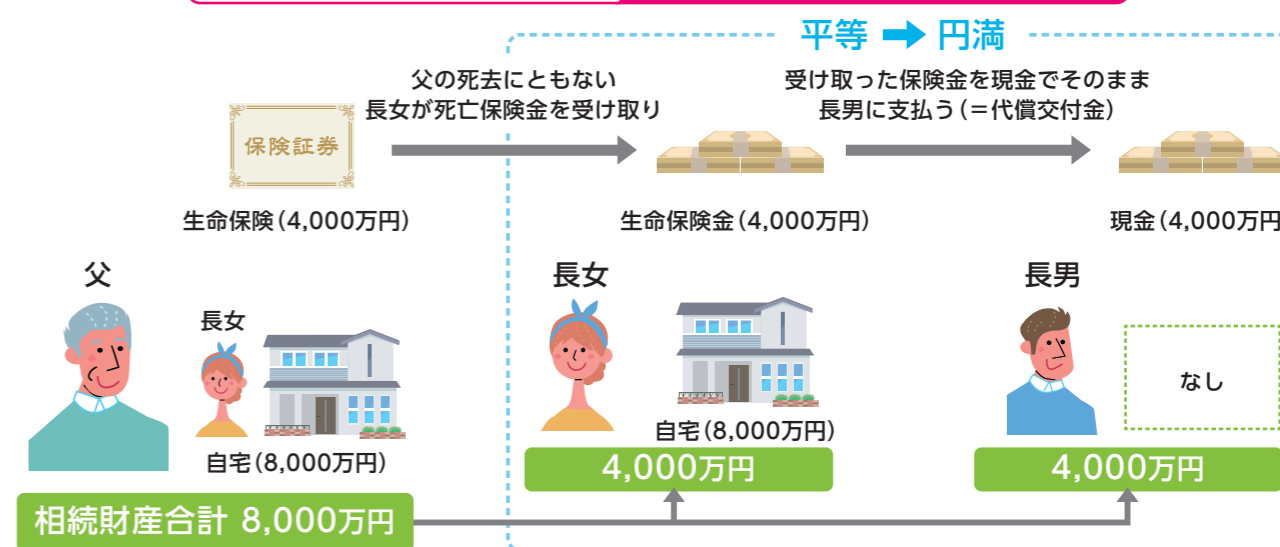 平等 円満
父の死去にともない
長女が死亡保険金を受け取り
受け取った保険金を現金でそのまま
長男に支払う(=代償交付金)
保険証券
生命保険(4,000万円)
生命保険金(4,000万円)
現金(4,000万円
父
長女
自宅(8,000万円)
相続財産合計 8,000万円
長女
自宅(8,000万円)
4,000万円
長男
なし
4,000万円